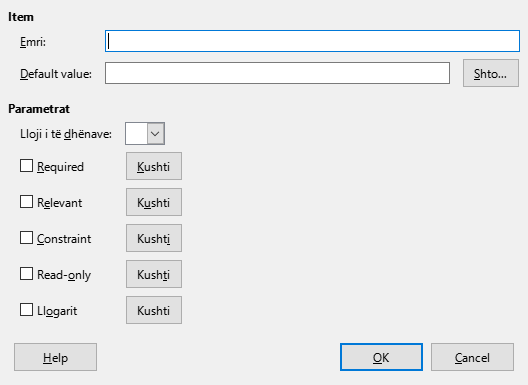 Item
Emri:
Default value:
Shto...
Parametrat
Lloji i të dhënave:
Required
Kushti
Relevant
Kushti
Constraint
Kushti
Read-only
Kushti
Llogarit
Kushti
Help
OK
Cancel